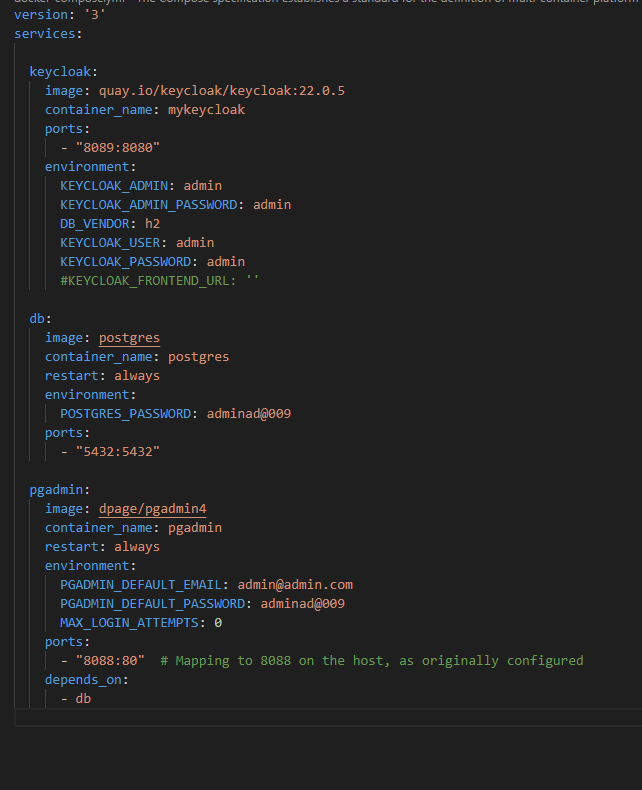 docker-compose.yml - The Compose specification establishes a standard for the definition of multi-container platform
version: '3'
services:
keycloak:
image: quay.io/keycloak/keycloak:22.0.5
container_name: mykeycloak
ports:
- "8089:8080"
environment:
KEYCLOAK_ADMIN: admin
KEYCLOAK_ADMIN_PASSWORD: admin
DB_VENDOR: h2
KEYCLOAK_USER: admin
KEYCLOAK_PASSWORD: admin
#KEYCLOAK_FRONTEND_URL: ''
db:
image: postgres
container_name: postgres
restart: always
environment:
POSTGRES_PASSWORD: adminad@009
ports:
- "5432:5432"
pgadmin:
image: dpage/pgadmin4
container_name: pgadmin
restart: always
environment:
PGADMIN_DEFAULT_EMAIL: admin@admin.com
PGADMIN_DEFAULT_PASSWORD: adminad@009
MAX_LOGIN_ATTEMPTS: 0
ports:
- "8088:80"  # Mapping to 8088 on the host, as originally configured
depends_on:
- db